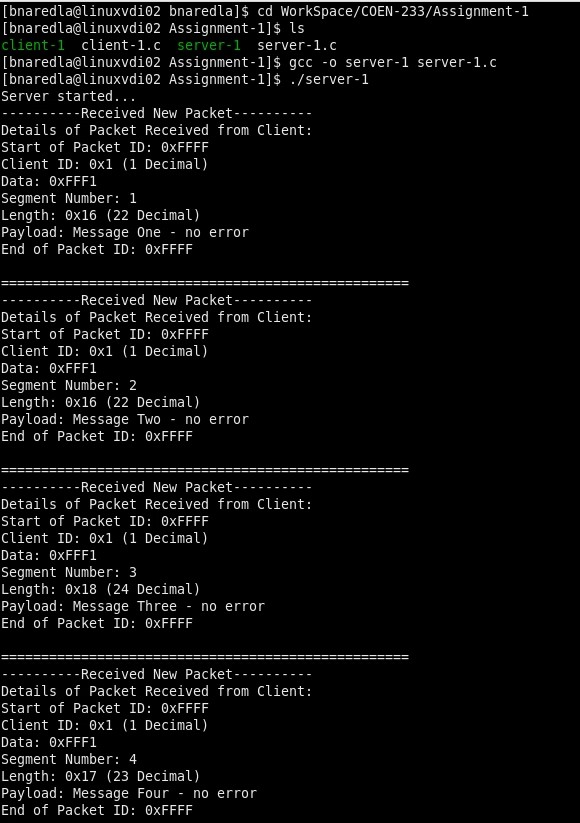 [bnaredla@linuxvdi02 bnaredla]$ cd WorkSpace/COEN-233/Assignment-1
[bnaredla@linuxvdi02 Assignment-1]$ ls
client-1  client-1.c  server-1  server-1.c
[bnaredla@linuxvdi02 Assignment-1]$ gcc -o server-1 server-1.c
[bnaredla@linuxvdi02 Assignment-1]$ ./server-1
Server started...
----------Received New Packet----------
Details of Packet Received from Client:
Start of Packet ID: 0xFFFF
Client ID: 0x1 (1 Decimal)
Data: 0xFFF1
Segment Number: 1
Length: 0x16 (22 Decimal)
Payload: Message One - no error
End of Packet ID: 0xFFFF
===================================================
----------Received New Packet----------
Details of Packet Received from Client:
Start of Packet ID: 0xFFFF
Client ID: 0x1 (1 Decimal)
Data: 0xFFF1
Segment Number: 2
Length: 0x16 (22 Decimal)
Payload: Message Two - no error
End of Packet ID: 0xFFFF
===================================================
----------Received New Packet----------
Details of Packet Received from Client:
Start of Packet ID: 0xFFFF
Client ID: 0x1 (1 Decimal)
Data: 0xFFF1
Segment Number: 3
Length: 0x18 (24 Decimal)
Payload: Message Three - no error
End of Packet ID: 0xFFFF
===================================================
----------Received New Packet----------
Details of Packet Received from Client:
Start of Packet ID: 0xFFFF
Client ID: 0x1 (1 Decimal)
Data: 0xFFF1
Segment Number: 4
Length: 0x17 (23 Decimal)
Payload: Message Four - no error
End of Packet ID: 0xFFFF